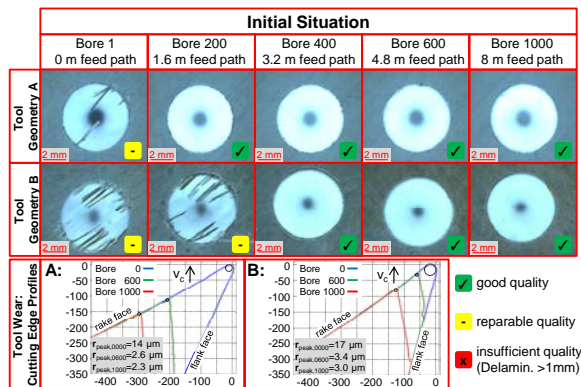 Initial Situation
Bore 1
0 m feed path
Bore 200
1.6 m feed path
Bore 400
3.2 m feed path
Bore 600
4.8 m feed path
Bore 1000
8 m feed path
Tool
Geometry A
2 mm
-
2 mm
✓
2 mm
✓
2 mm
✓
2 mm
✓
Tool
Geometry B
2 mm
-
2 mm
-
2 mm
✓
2 mm
✓
2 mm
✓
Tool Wear:
Cutting Edge Profiles
A:
Bore 0
Bore 600
Bore 1000
vc
rake face
flank face
rpeak,0000=14 µm
rpeak,0600=2.6 µm
rpeak,1000=2.3 µm
0
-50
-100
-150
-200
-250
-300
-350
-300 -200 -100 0
B:
Bore 0
Bore 600
Bore 1000
vc
rake face
flank face
rpeak,0000=17 µm
rpeak,0600=3.4 µm
rpeak,1000=3.0 µm
0
-50
-100
-150
-200
-250
-300
-350
-300 -200 -100 0
✓ good quality
- reparable quality
x insufficient quality
(Delamin. >1mm)